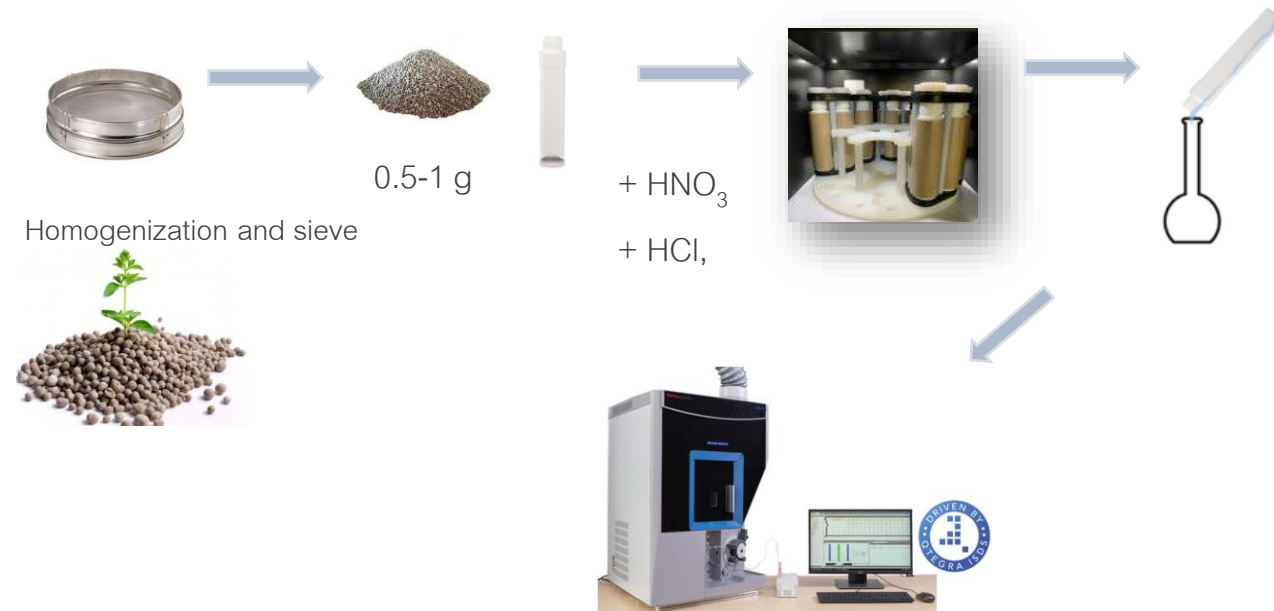 0.5-1 g
+ HNO₃
+ HCl,
Homogenization and sieve
DRIVEN BY
QTEGRA ISDS